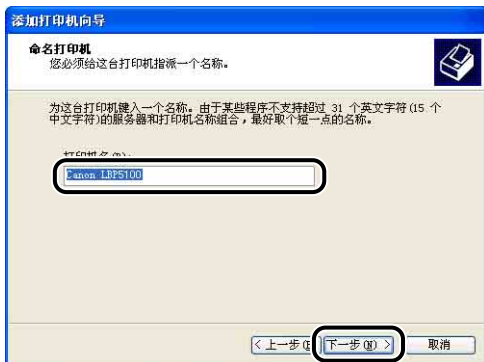 添加打印机向导
命名打印机
您必须给这台打印机指派一个名称。
为这台打印机键入一个名称。由于某些程序不支持超过 31 个英文字符(15 个
中文字符)的服务器和打印机名称组合，最好取个短一点的名称。
打印机名(P):
Canon LBP5100
< 上一步(B)
下一步(N) >
取消